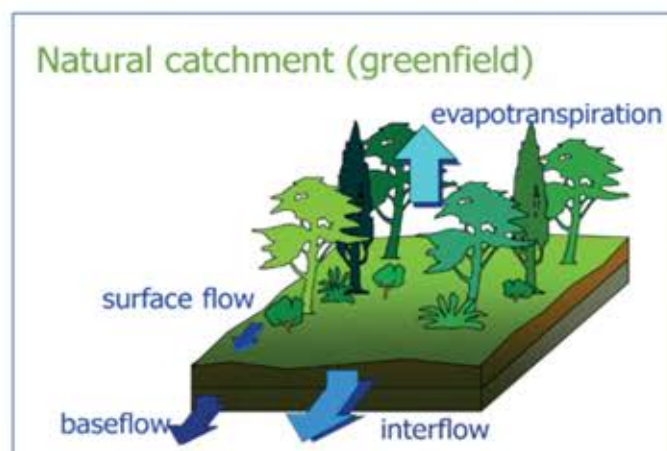 Natural catchment (greenfield)
evapotranspiration
surface flow
baseflow
interflow